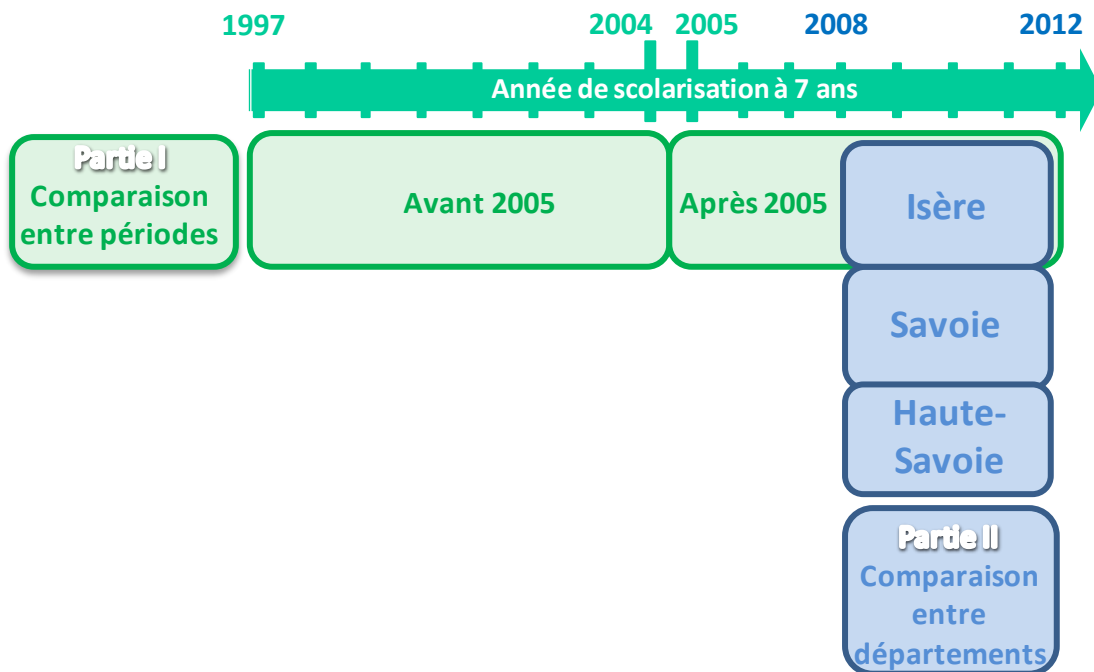 1997
2004
2005
2008
2012
Année de scolarisation à 7 ans
Partie I
Comparaison
entre périodes
Avant 2005
Après 2005
Isère
Savoie
Haute-
Savoie
Partie II
Comparaison
entre
départements